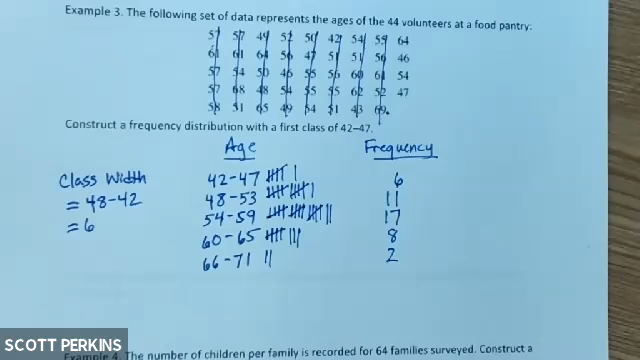 Example 3. The following set of data represents the ages of the 44 volunteers at a food pantry:
57 57 49 52 50 42 54 59 64
61 61 64 56 47 51 51 56 46
57 54 50 46 55 56 60 61 54
57 68 48 54 55 55 62 52 47
58 51 65 49 54 51 43 69.
Construct a frequency distribution with a first class of 42–47.
Age Frequency
Class Width
= 48-42
= 6
42-47 6
48-53 11
54-59 17
60-65 8
66-71 2
SCOTT PERKINS
Example 4. The number of children per family is recorded for 64 families surveyed. Construct a